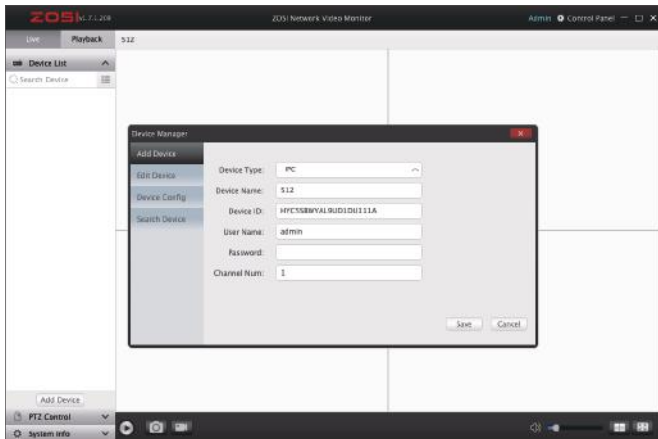 ZOSI v1.7.1.209
ZOSI Network Video Monitor
Admin Control Panel
Live
Playback
512
Device List
Search Device
Device Manager
Add Device
Edit Device
Device Config
Search Device
Device Type: IPC
Device Name: 512
Device ID:
User Name: admin
Password:
Channel Num: 1
Save
Cancel
Add Device
PTZ Control
System Info